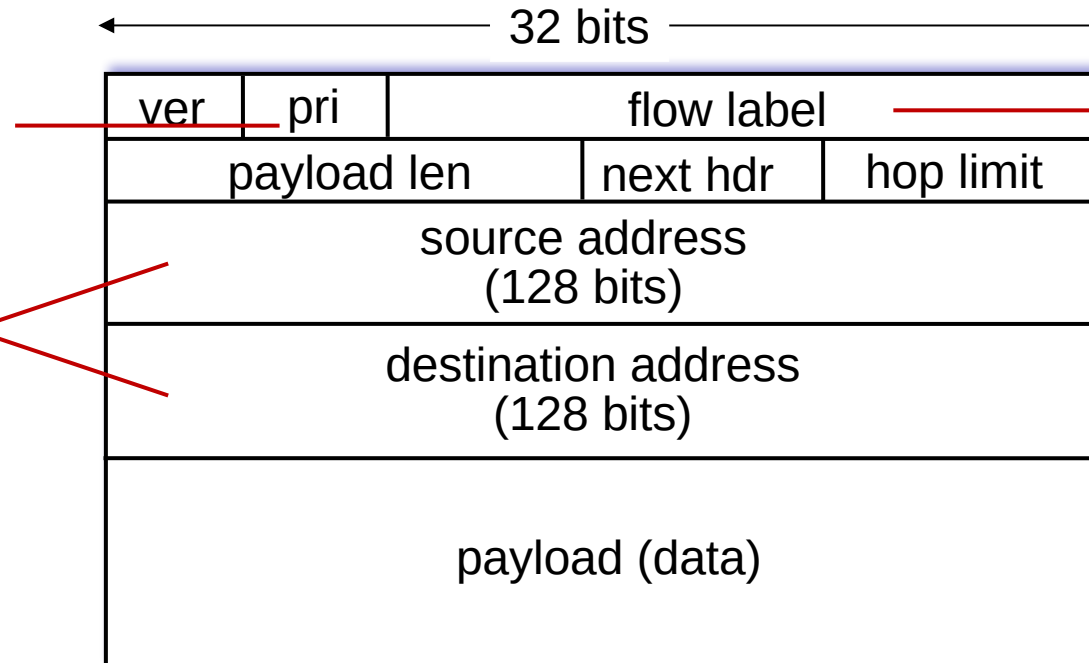 32 bits
ver pri flow label
payload len next hdr hop limit
source address
(128 bits)
destination address
(128 bits)
payload (data)